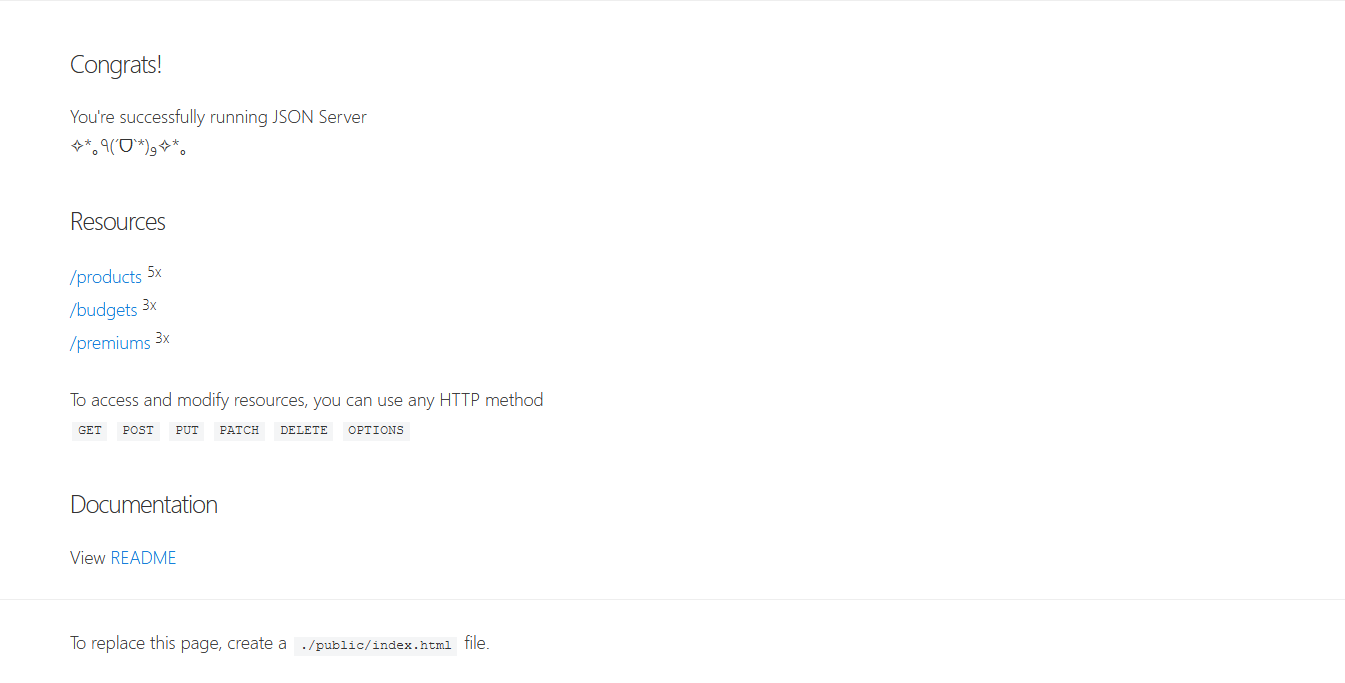 Congrats!
You're successfully running JSON Server
✧*｡٩(ˊᗜˋ*)و✧*｡
Resources
/products 5x
/budgets 3x
/premiums 3x
To access and modify resources, you can use any HTTP method
GET POST PUT PATCH DELETE OPTIONS
Documentation
View README
To replace this page, create a ./public/index.html file.